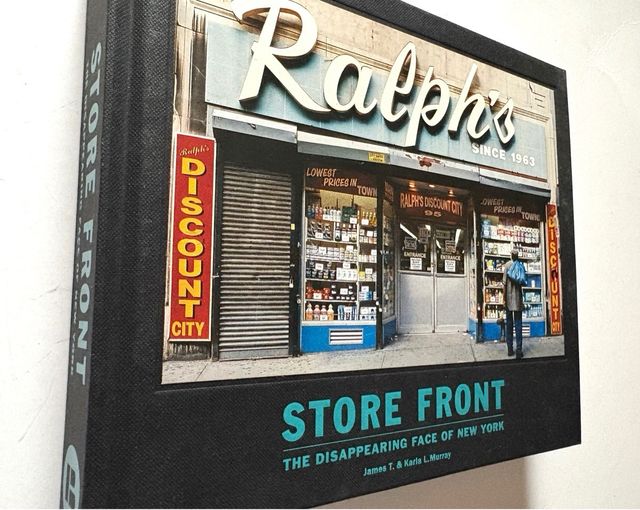 Ralph's
SINCE 1963
Ralph's
DISCOUNT
CITY
LOWEST
PRICES IN TOWN
RALPH'S DISCOUNT CITY
95
LOWEST
PRICES IN TOWN
ENTRANCE
ENTRANCE
DISCOUNT
CITY
STORE FRONT
THE DISAPPEARING FACE OF NEW YORK
James T. & Karla L. Murray
STORE FRONT